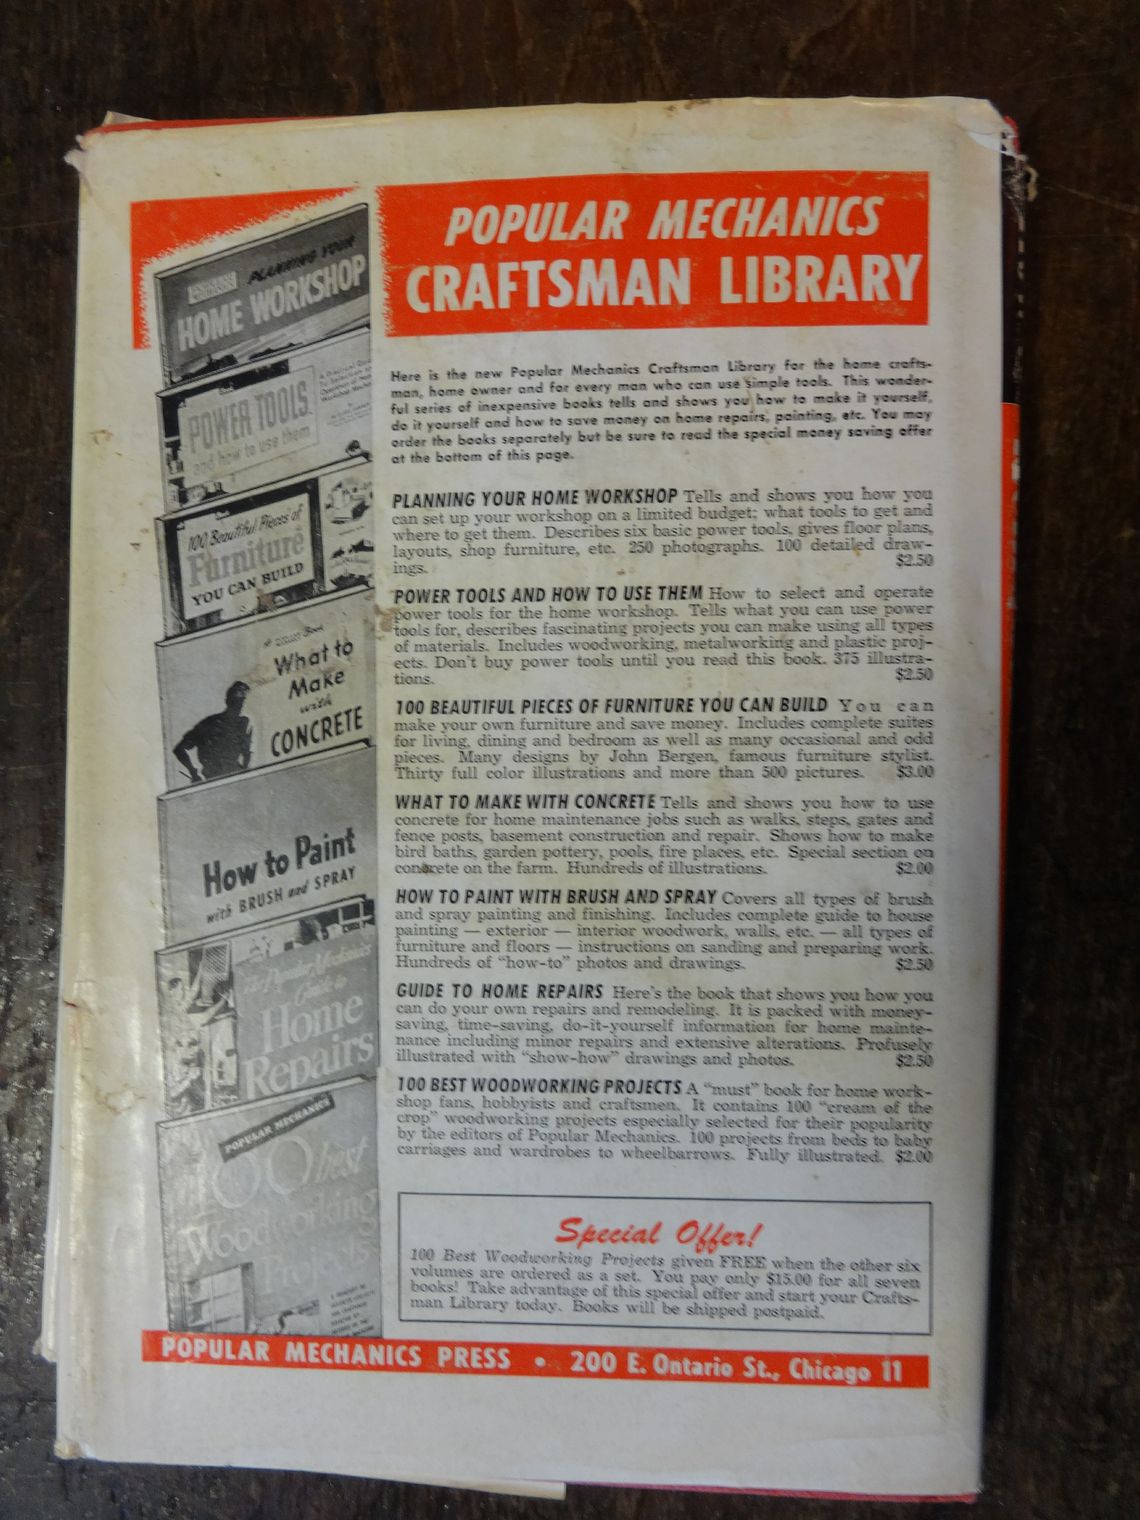 POPULAR MECHANICS
CRAFTSMAN LIBRARY
PLANNING YOUR
HOME WORKSHOP
POWER TOOLS
and how to use them
100 Beautiful Pieces of
Furniture
YOU CAN BUILD
What to
Make
with
CONCRETE
How to Paint
with BRUSH and SPRAY
Home
Repairs
POPULAR MECHANICS
100 best
Woodworking
Here is the new Popular Mechanics Craftsman Library for the home crafts-
man, home owner and for every man who can use simple tools. This wonder-
ful series of inexpensive books tells and shows you how to make it yourself,
do it yourself and how to save money on home repairs, painting, etc. You may
order the books separately but be sure to read the special money saving offer
at the bottom of this page.
PLANNING YOUR HOME WORKSHOP Tells and shows you how you
can set up your workshop on a limited budget; what tools to get and
where to get them. Describes six basic power tools, gives floor plans,
layouts, shop furniture, etc. 250 photographs. 100 detailed draw-
ings. $2.50
POWER TOOLS AND HOW TO USE THEM How to select and operate
power tools for the home workshop. Tells what you can use power
tools for, describes fascinating projects you can make using all types
of materials. Includes woodworking, metalworking and plastic proj-
ects. Don't buy power tools until you read this book. 375 illustra-
tions. $2.50
100 BEAUTIFUL PIECES OF FURNITURE YOU CAN BUILD You can
make your own furniture and save money. Includes complete suites
for living, dining and bedroom as well as many occasional and odd
pieces. Many designs by John Bergen, famous furniture stylist.
Thirty full color illustrations and more than 500 pictures. $3.00
WHAT TO MAKE WITH CONCRETE Tells and shows you how to use
concrete for home maintenance jobs such as walks, steps, gates and
fence posts, basement construction and repair. Shows how to make
bird baths, garden pottery, pools, fire places, etc. Special section on
concrete on the farm. Hundreds of illustrations. $2.00
HOW TO PAINT WITH BRUSH AND SPRAY Covers all types of brush
and spray painting and finishing. Includes complete guide to house
painting — exterior — interior woodwork, walls, etc. — all types of
furniture and floors — instructions on sanding and preparing work.
Hundreds of "how-to" photos and drawings. $2.50
GUIDE TO HOME REPAIRS Here's the book that shows you how you
can do your own repairs and remodeling. It is packed with money-
saving, time-saving, do-it-yourself information for home mainte-
nance including minor repairs and extensive alterations. Profusely
illustrated with "show-how" drawings and photos. $2.50
100 BEST WOODWORKING PROJECTS A "must" book for home work-
shop fans, hobbyists and craftsmen. It contains 100 "cream of the
crop" woodworking projects especially selected for their popularity
by the editors of Popular Mechanics. 100 projects from beds to baby
carriages and wardrobes to wheelbarrows. Fully illustrated. $2.00
Special Offer!
100 Best Woodworking Projects given FREE when the other six
volumes are ordered as a set. You pay only $15.00 for all seven
books! Take advantage of this special offer and start your Crafts-
man Library today. Books will be shipped postpaid.
POPULAR MECHANICS PRESS • 200 E. Ontario St., Chicago 11